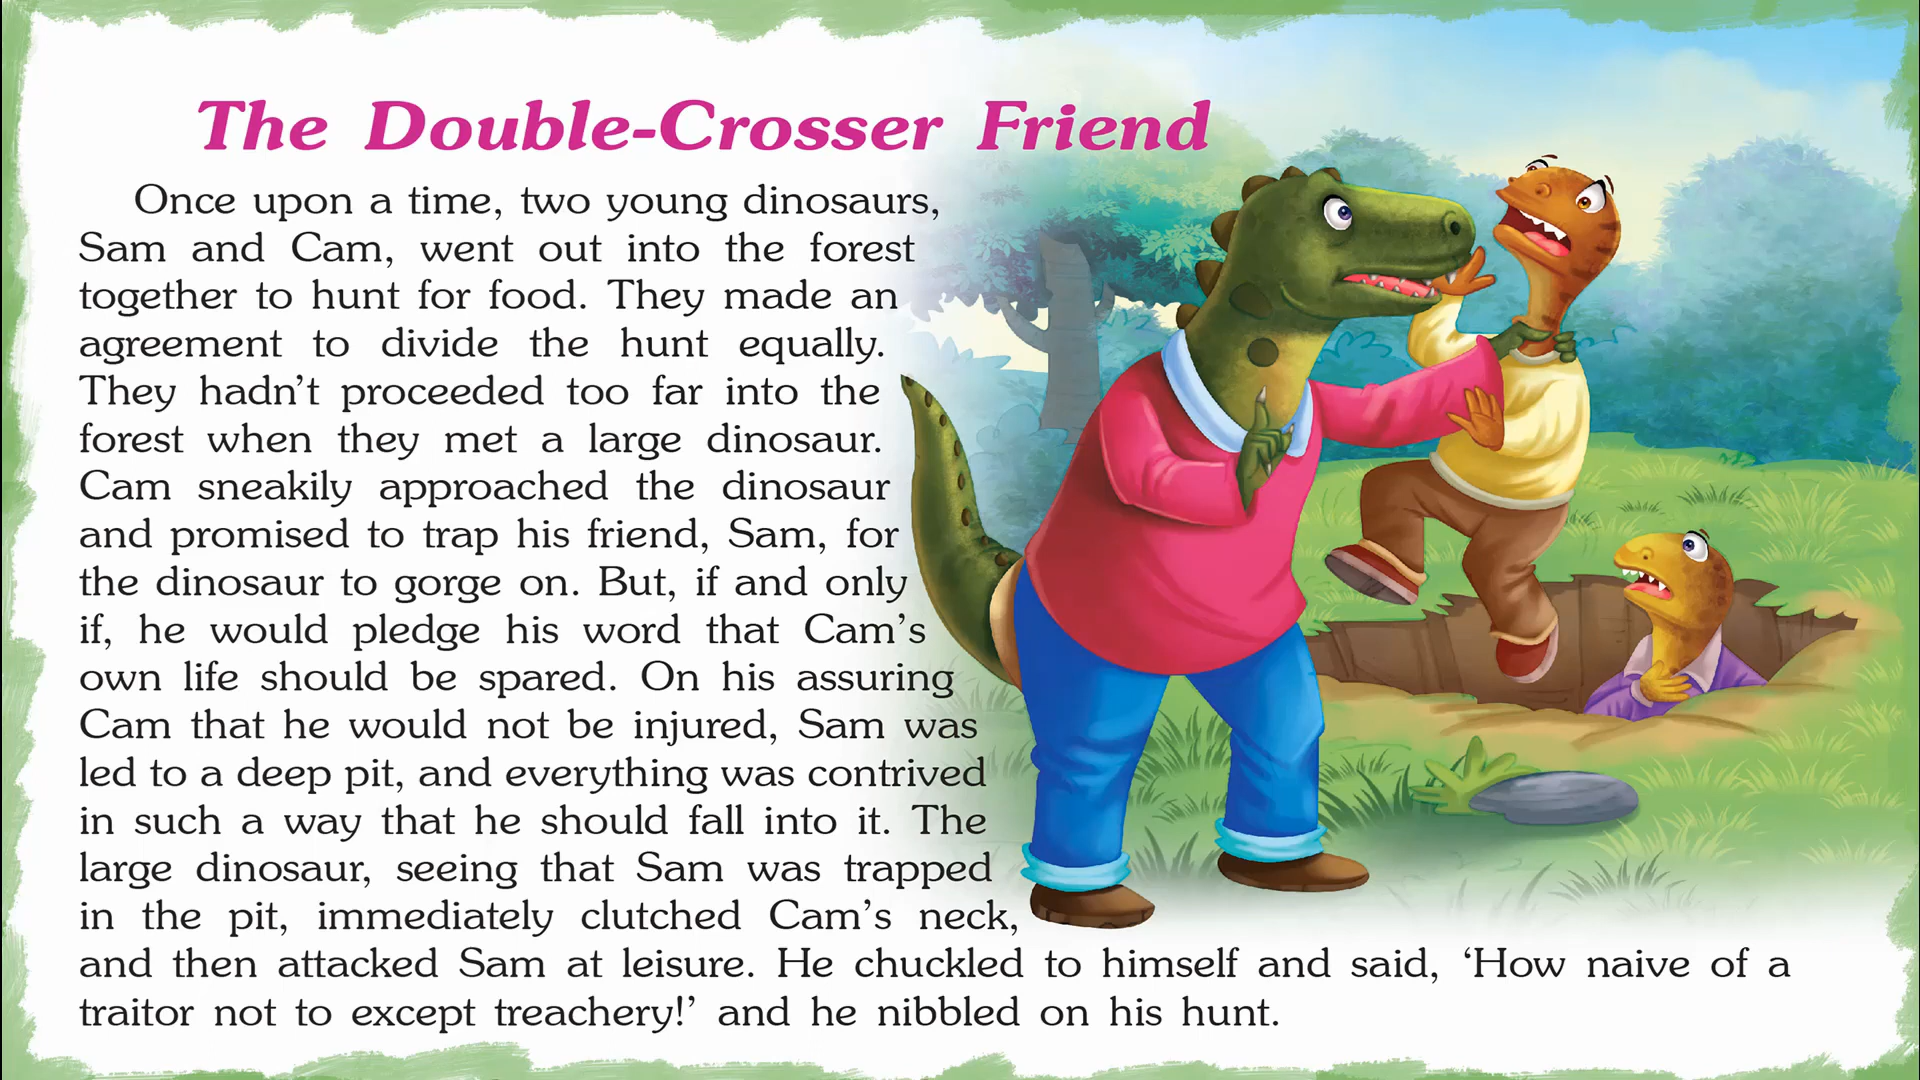 The Double-Crosser Friend
Once upon a time, two young dinosaurs,
Sam and Cam, went out into the forest
together to hunt for food. They made an
agreement to divide the hunt equally.
They hadn’t proceeded too far into the
forest when they met a large dinosaur.
Cam sneakily approached the dinosaur
and promised to trap his friend, Sam, for
the dinosaur to gorge on. But, if and only
if, he would pledge his word that Cam’s
own life should be spared. On his assuring
Cam that he would not be injured, Sam was
led to a deep pit, and everything was contrived
in such a way that he should fall into it. The
large dinosaur, seeing that Sam was trapped
in the pit, immediately clutched Cam’s neck,
and then attacked Sam at leisure. He chuckled to himself and said, ‘How naive of a
traitor not to except treachery!’ and he nibbled on his hunt.